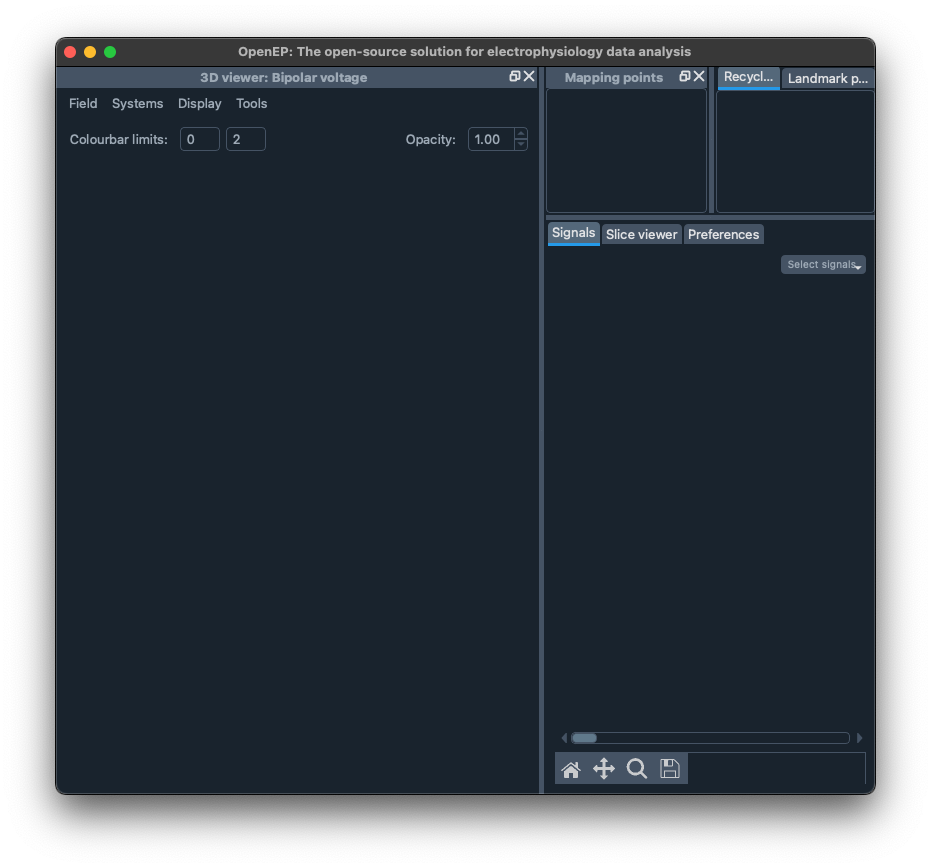 OpenEP: The open-source solution for electrophysiology data analysis
3D viewer: Bipolar voltage
Mapping points
Recycl...
Landmark p...
Field Systems Display Tools
Colourbar limits: 0 2 Opacity: 1.00
Signals Slice viewer Preferences
Select signals